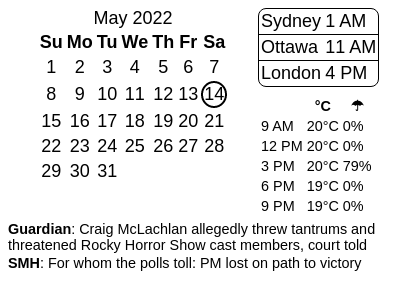 May 2022
Su Mo Tu We Th Fr Sa
1 2 3 4 5 6 7
8 9 10 11 12 13 14
15 16 17 18 19 20 21
22 23 24 25 26 27 28
29 30 31
Sydney 1 AM
Ottawa 11 AM
London 4 PM
°C ☂
9 AM 20°C 0%
12 PM 20°C 0%
3 PM 20°C 79%
6 PM 19°C 0%
9 PM 19°C 0%
Guardian: Craig McLachlan allegedly threw tantrums and
threatened Rocky Horror Show cast members, court told
SMH: For whom the polls toll: PM lost on path to victory